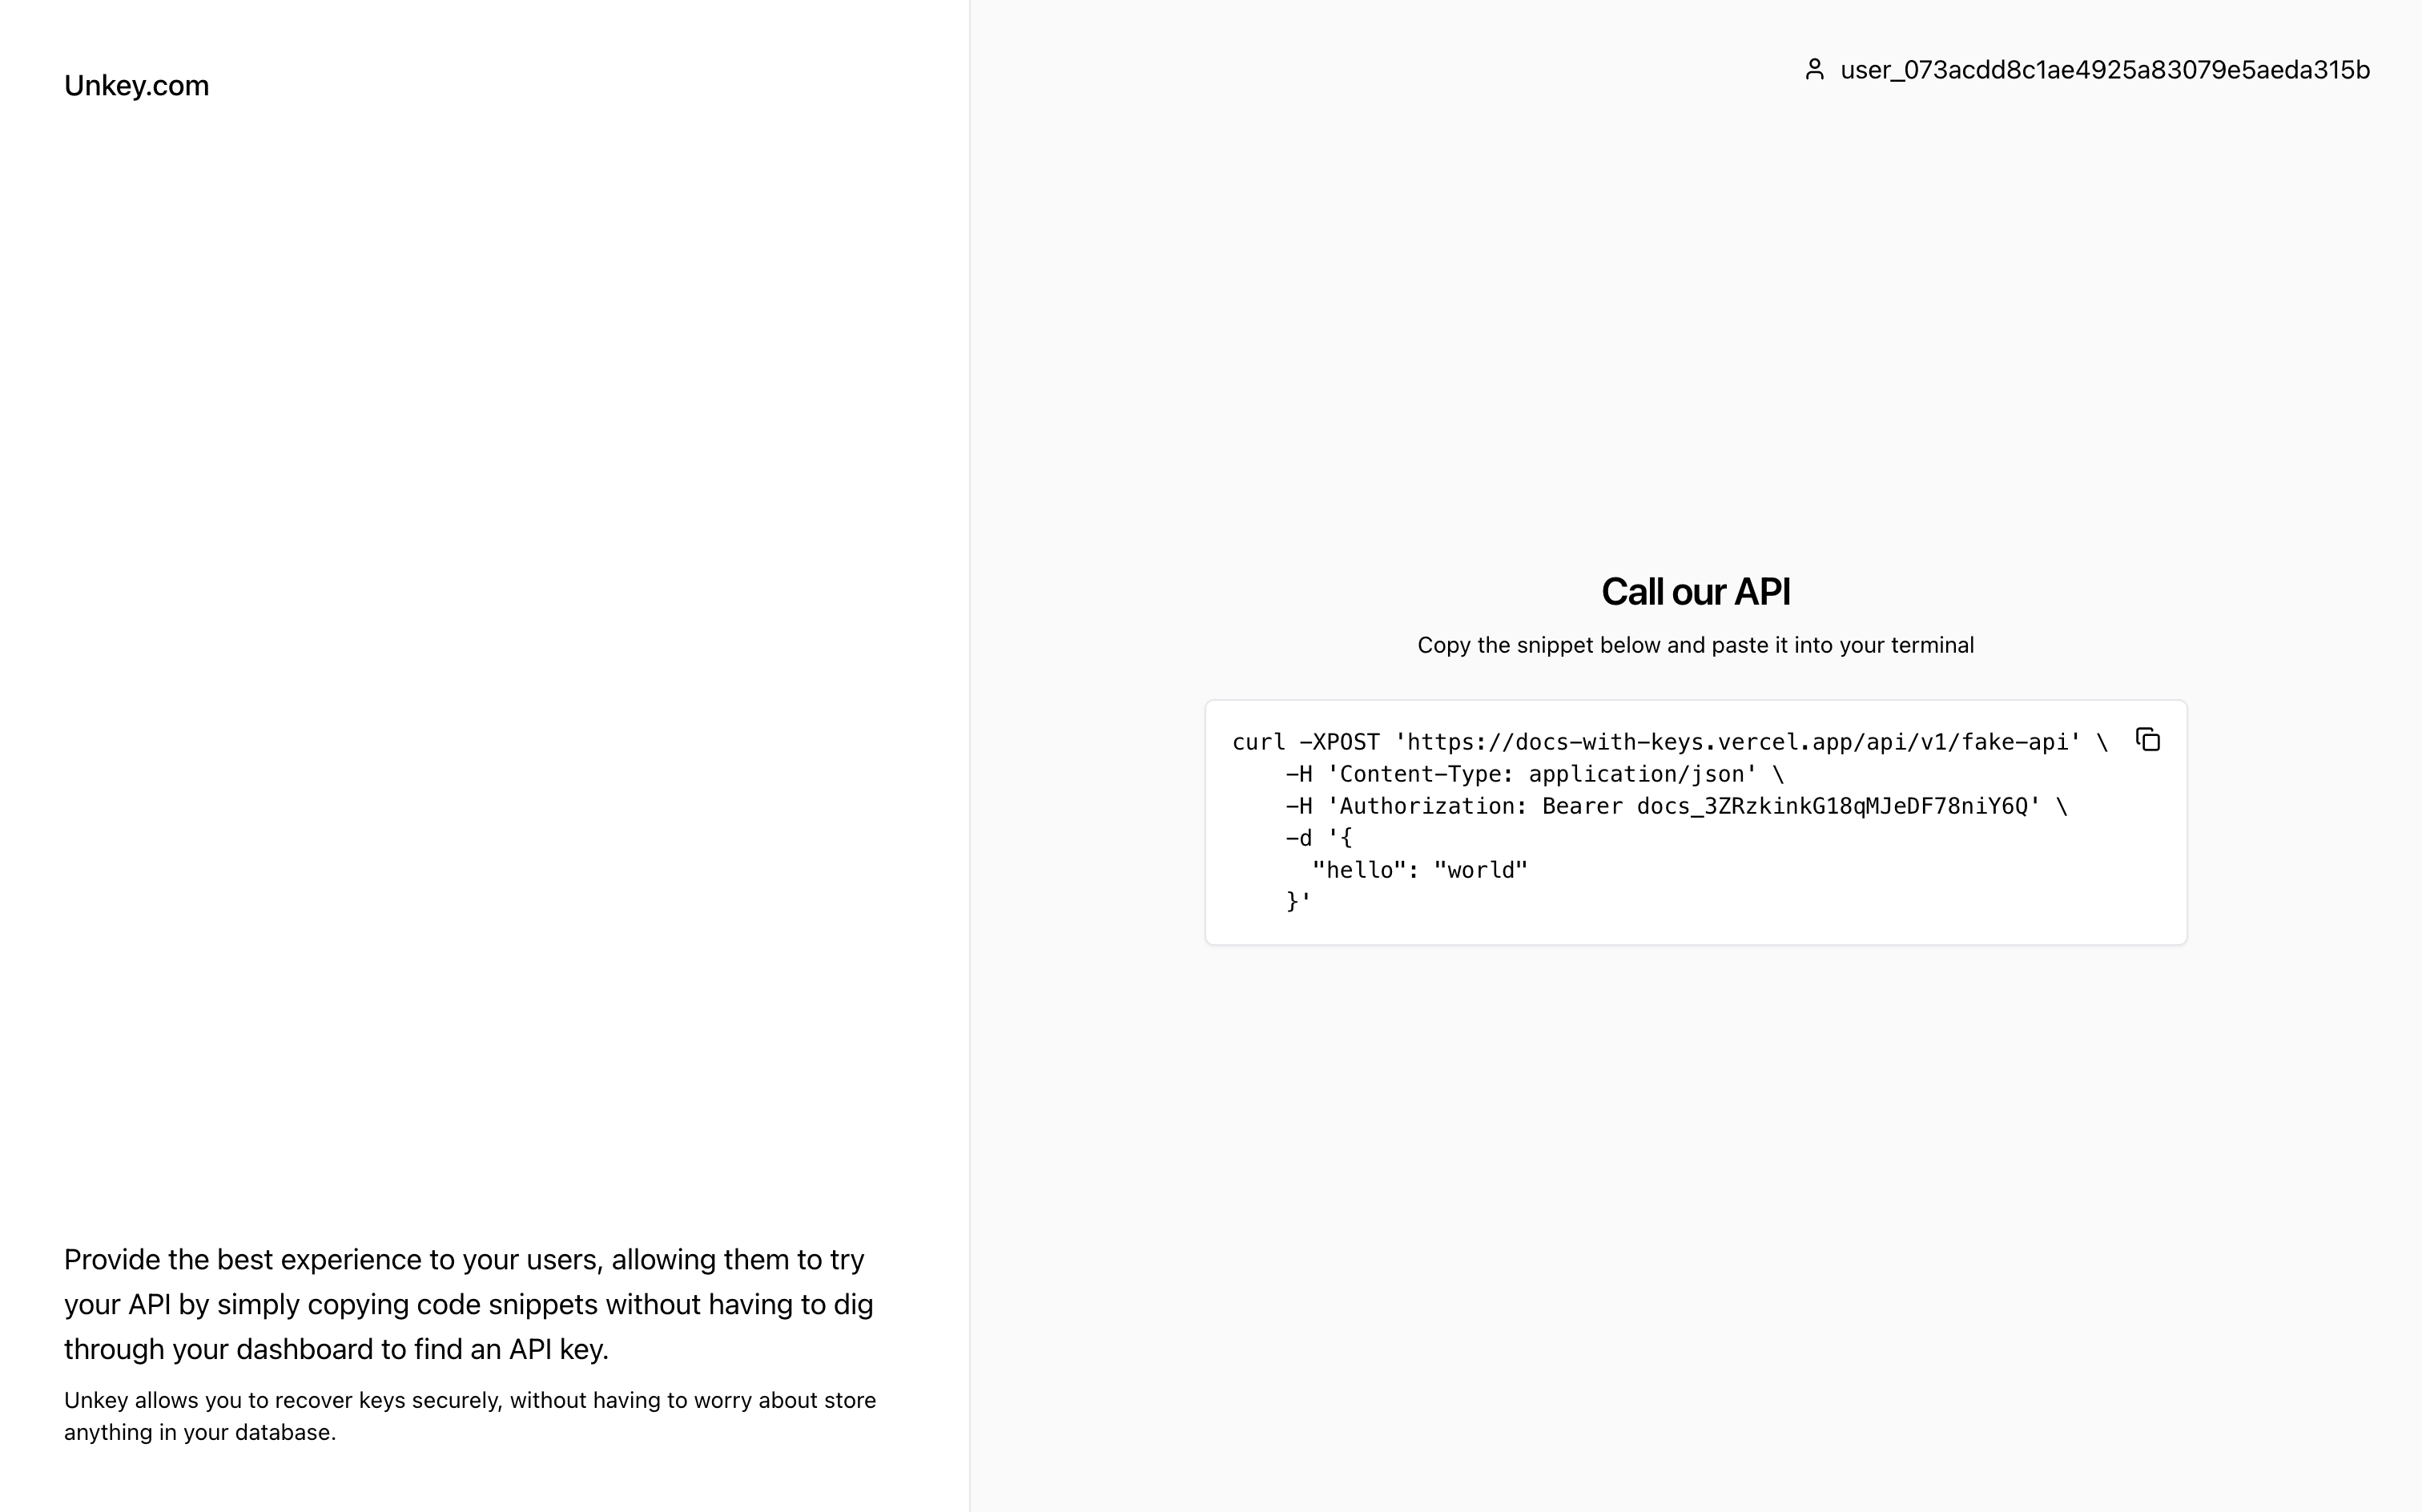 Unkey.com
user_073acdd8c1ae4925a83079e5aeda315b
Call our API
Copy the snippet below and paste it into your terminal
curl -XPOST 'https://docs-with-keys.vercel.app/api/v1/fake-api' \
    -H 'Content-Type: application/json' \
    -H 'Authorization: Bearer docs_3ZRzkinkG18qMJeDF78niY6Q' \
    -d '{
      "hello": "world"
    }'
Provide the best experience to your users, allowing them to try
your API by simply copying code snippets without having to dig
through your dashboard to find an API key.
Unkey allows you to recover keys securely, without having to worry about store
anything in your database.